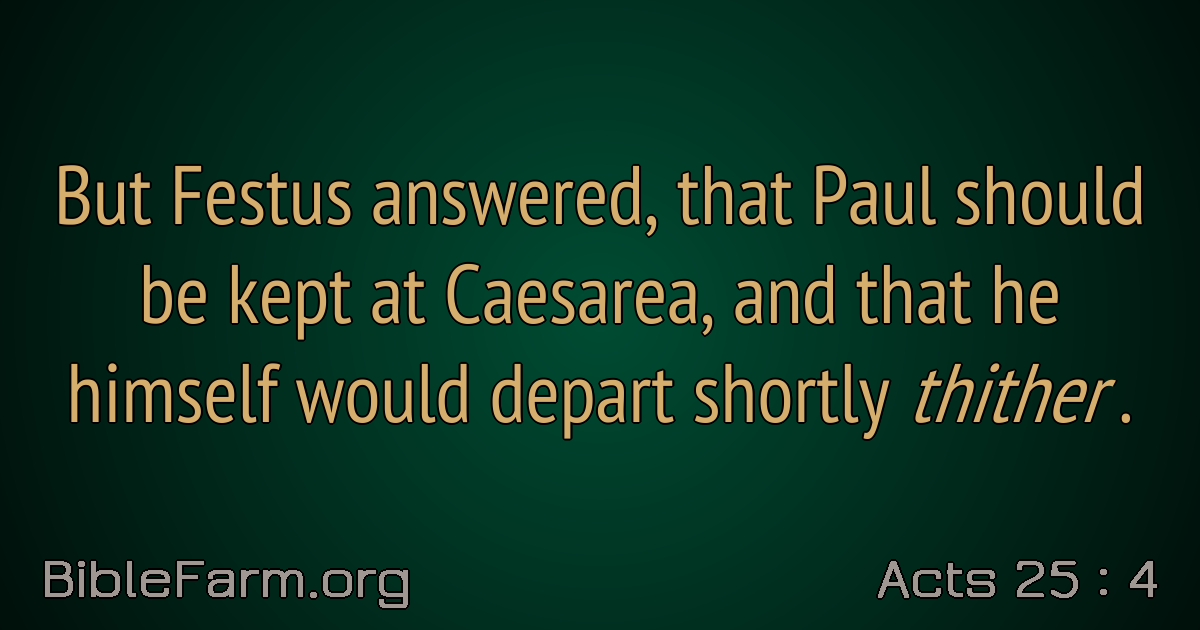 But Festus answered, that Paul should
be kept at Caesarea, and that he
himself would depart shortly thither .
BibleFarm.org
Acts 25 : 4